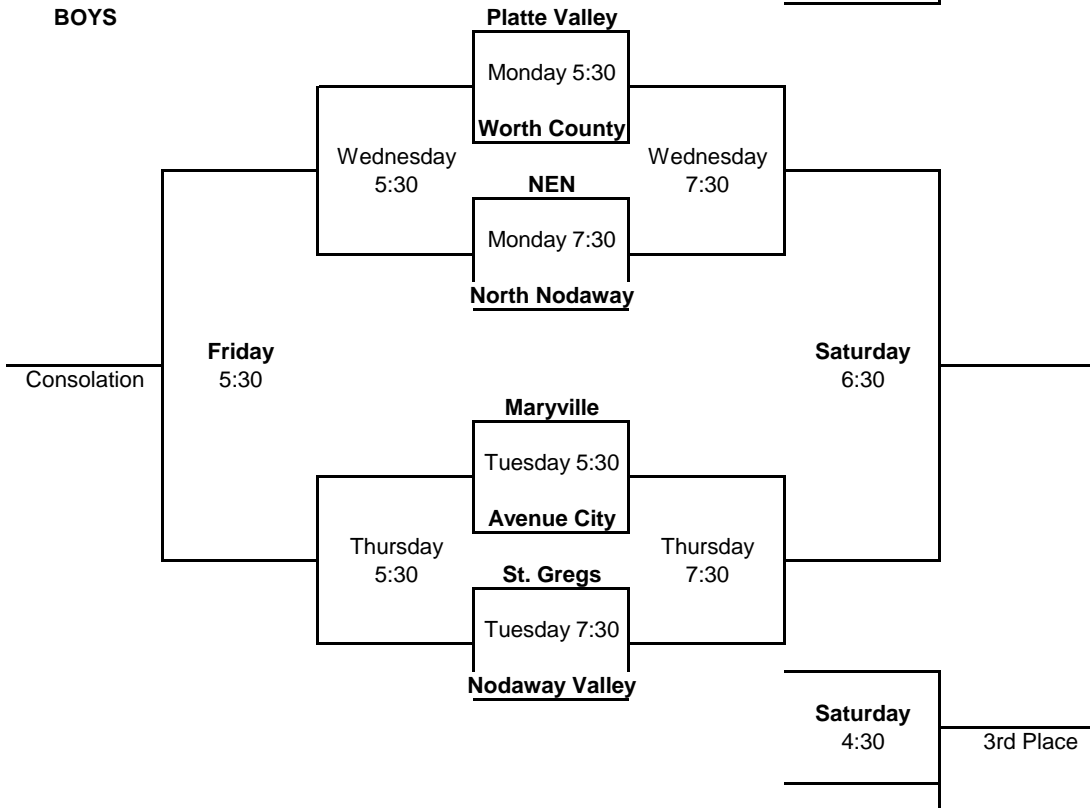 BOYS
Platte Valley
Monday 5:30
Worth County
Wednesday
5:30
Wednesday
7:30
NEN
Monday 7:30
North Nodaway
Friday
5:30
Consolation
Saturday
6:30
Maryville
Tuesday 5:30
Avenue City
Thursday
5:30
Thursday
7:30
St. Gregs
Tuesday 7:30
Nodaway Valley
Saturday
4:30
3rd Place